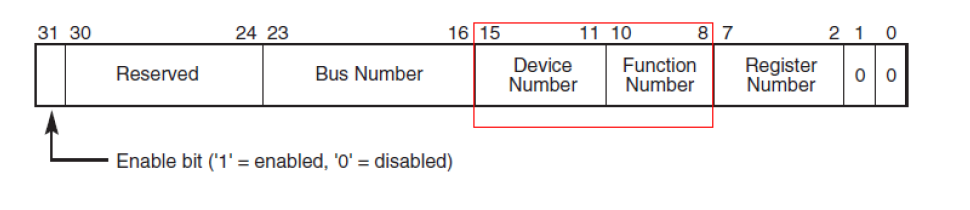 31 30 24 23 16 15 11 10 8 7 2 1 0
Reserved Bus Number Device Number Function Number Register Number 0 0
Enable bit ('1' = enabled, '0' = disabled)